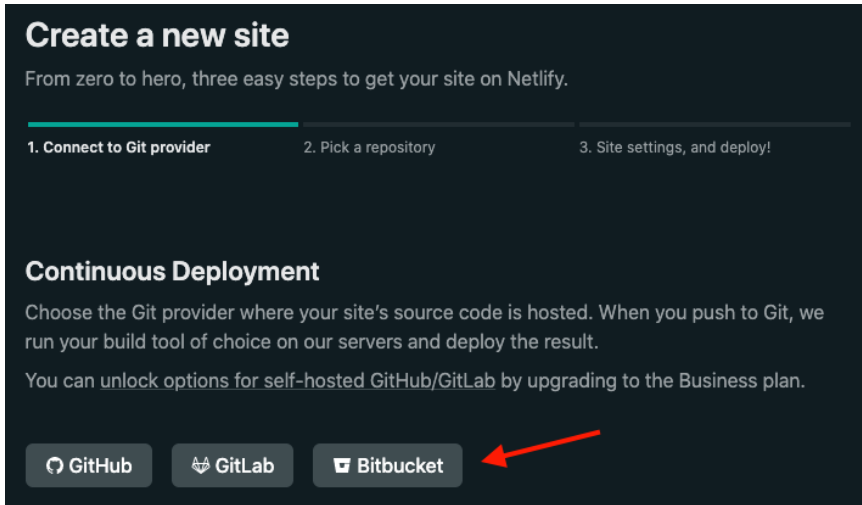 Create a new site
From zero to hero, three easy steps to get your site on Netlify.
1. Connect to Git provider
2. Pick a repository
3. Site settings, and deploy!
Continuous Deployment
Choose the Git provider where your site’s source code is hosted. When you push to Git, we
run your build tool of choice on our servers and deploy the result.
You can unlock options for self-hosted GitHub/GitLab by upgrading to the Business plan.
GitHub
GitLab
Bitbucket